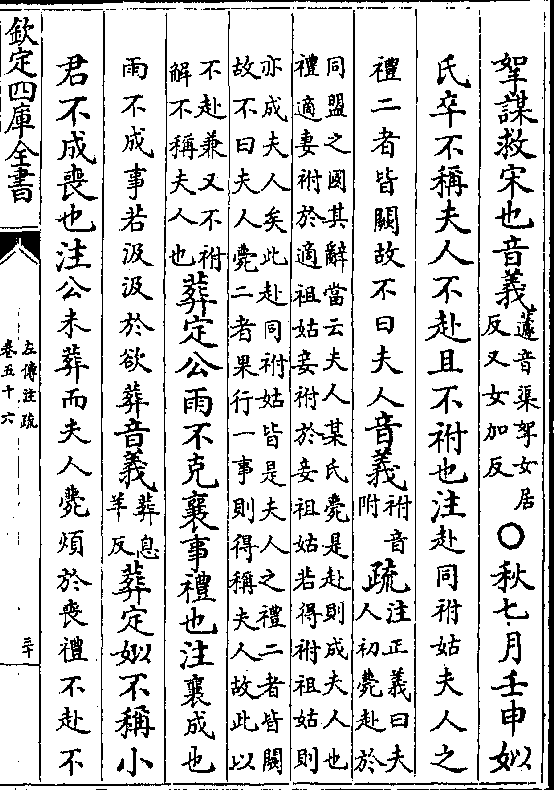 挐謀救宋也音義蘧音渠挐女居
反又女加反〇秋七月壬申姒
氏卒不稱夫人不赴且不祔也注赴同祔姑夫人之
禮二者皆闕故不曰夫人音義祔音
附疏注正義曰夫
人初薨赴於
同盟之國其辭當云夫人某氏薨是赴則成夫人也
禮適妻祔於適祖姑妾祔於妾祖姑若得祔祖姑則
亦成夫人矣此赴同祔姑皆是夫人之禮二者皆闕
故不曰夫人薨二者果行一事則得稱夫人故此以
不赴兼又不祔
解不稱夫人也葬定公雨不克襄事禮也注襄成也
雨不成事若汲汲於欲葬音義葬息
羊反葬定姒不稱小
君不成喪也注公未葬而夫人薨煩於喪禮不赴不
欽定四庫全書
左傳注疏
卷五十六
三十